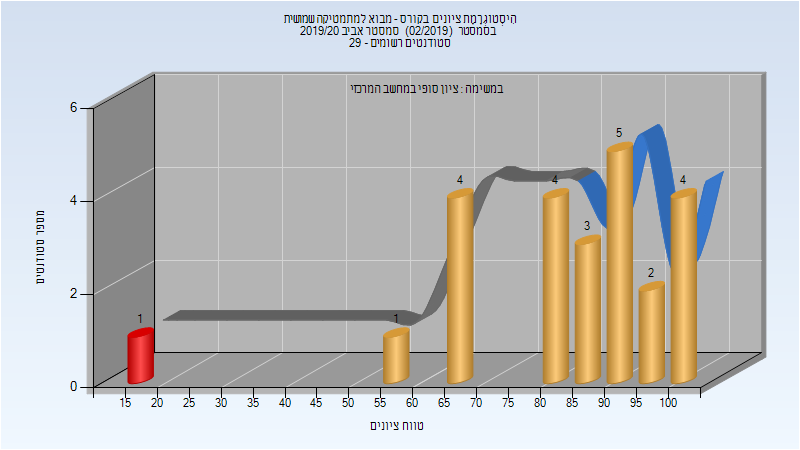 היסטוגרמת ציונים בקורס - מבוא למתמטיקה שמושית
בסמסטר (02/2019) סמסטר אביב 2019/20
סטודנטים רשומים - 29
במשימה : ציון סופי במחשב המרכזי
מספר סטודנטים
6
4
2
0
1
1
4
4
3
5
2
4
15 20 25 30 35 40 45 50 55 60 65 70 75 80 85 90 95 100
טווח ציונים